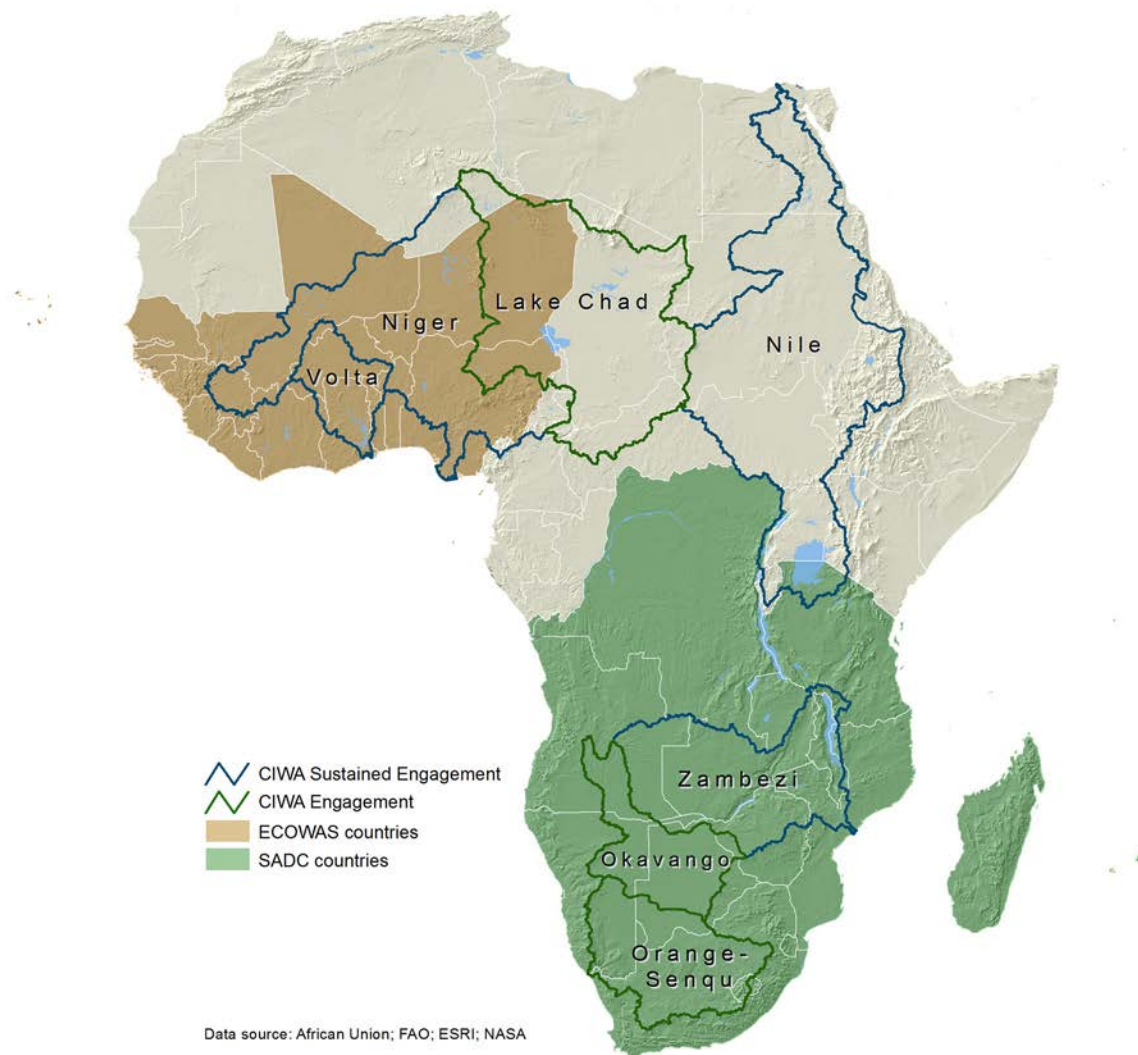 Lake Chad
Niger
Nile
Volta
CIWA Sustained Engagement
Zambezi
CIWA Engagement
ECOWAS countries
SADC countries
Okavango
Orange-
Senqu
Data source: African Union; FAO; ESRI; NASA